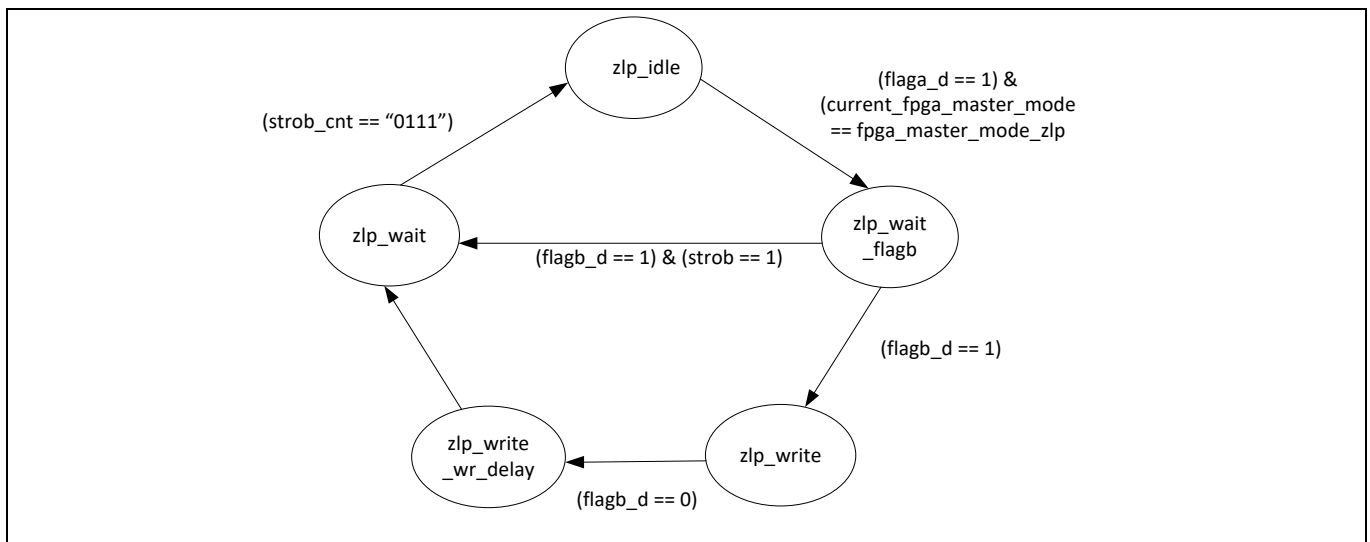 zlp_idle
(flaga_d == 1) &
(current_fpga_master_mode
== fpga_master_mode_zlp
(strob_cnt == “0111”)
zlp_wait
zlp_wait
_flagb
(flagb_d == 1) & (strob == 1)
(flagb_d == 1)
zlp_write
_wr_delay
zlp_write
(flagb_d == 0)